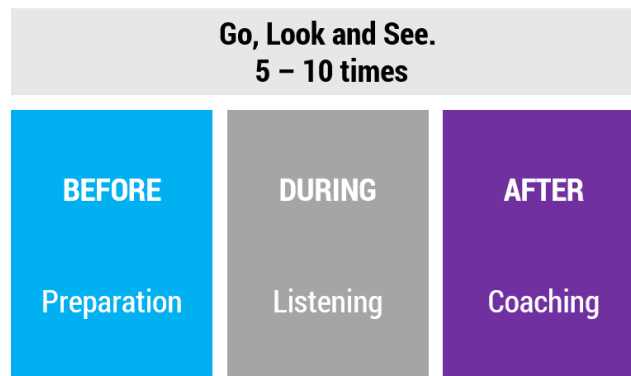 Go, Look and See.
5 – 10 times
BEFORE
Preparation
DURING
Listening
AFTER
Coaching